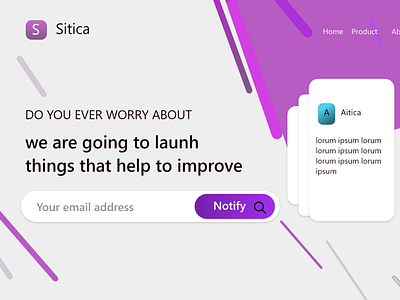 S Sitica
Home Product Ab
DO YOU EVER WORRY ABOUT
we are going to launh
things that help to improve
Your email address
Notify
A Aitica
lorum ipsum lorum
lorum ipsum lorum
lorum ipsum lorum
ipsum